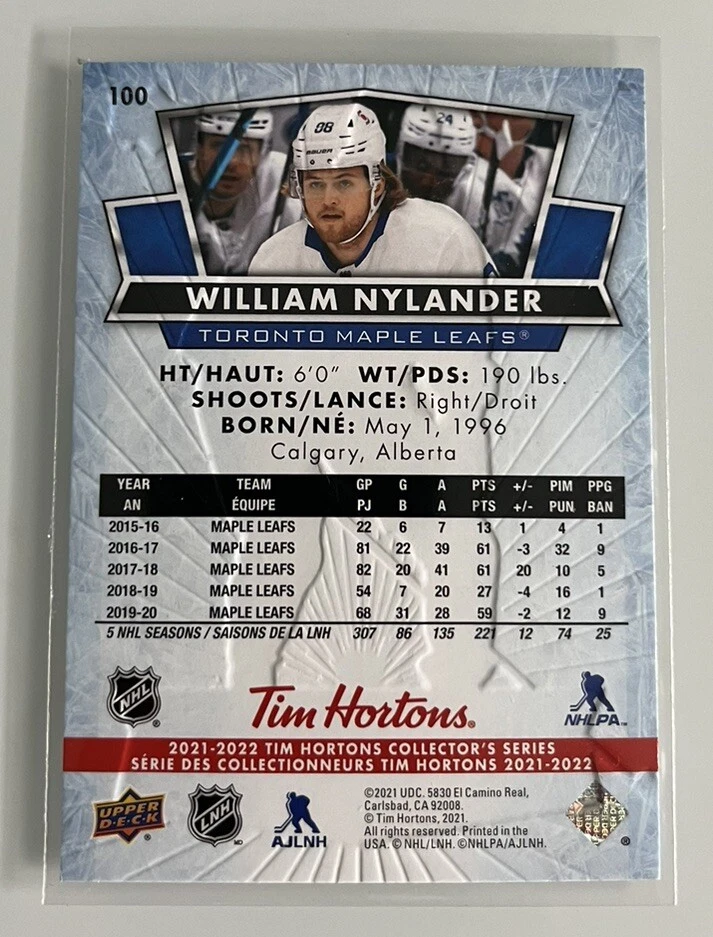 100
88
BAUER
24
WILLIAM NYLANDER
TORONTO MAPLE LEAFS®
HT/HAUT: 6'0" WT/PDS: 190 lbs.
SHOOTS/LANCE: Right/Droit
BORN/NÉ: May 1, 1996
Calgary, Alberta
YEAR TEAM GP G A PTS +/- PIM PPG
AN ÉQUIPE PJ B A PTS +/- PUN BAN
2015-16 MAPLE LEAFS 22 6 7 13 1 4 1
2016-17 MAPLE LEAFS 81 22 39 61 -3 32 9
2017-18 MAPLE LEAFS 82 20 41 61 20 10 5
2018-19 MAPLE LEAFS 54 7 20 27 -4 16 1
2019-20 MAPLE LEAFS 68 31 28 59 -2 12 9
5 NHL SEASONS / SAISONS DE LA LNH 307 86 135 221 12 74 25
NHL ®
Tim Hortons®
NHLPA™
2021-2022 TIM HORTONS COLLECTOR'S SERIES
SÉRIE DES COLLECTIONNEURS TIM HORTONS 2021-2022
UPPER DECK ®
LNH MD
AJLNH
©2021 UDC. 5830 El Camino Real,
Carlsbad, CA 92008.
© Tim Hortons, 2021.
All rights reserved. Printed in the
USA. © NHL/LNH. ©NHLPA/AJLNH.
®